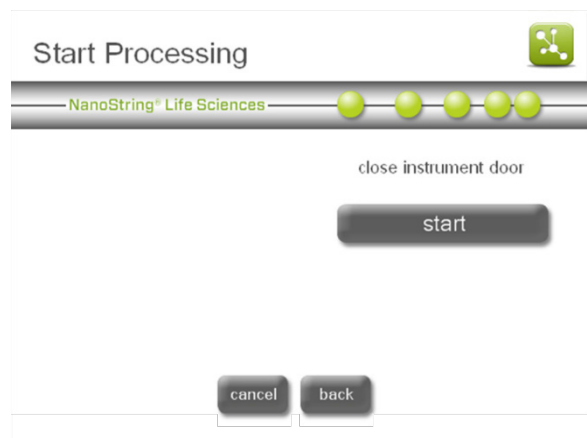 Start Processing
NanoString® Life Sciences
close instrument door
start
cancel
back